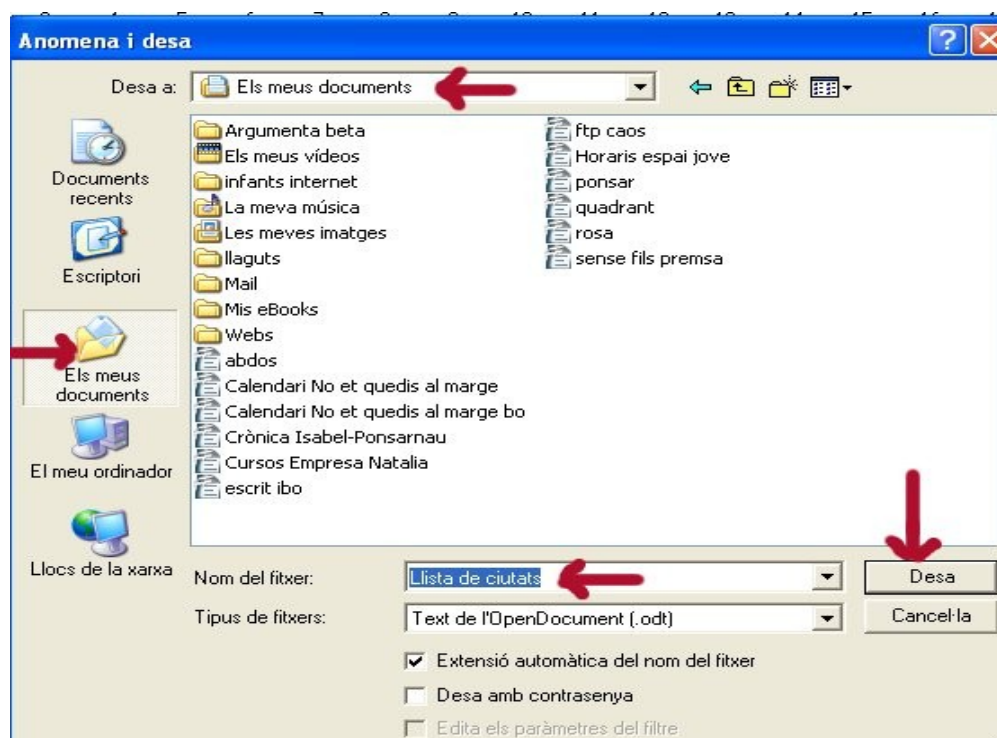 Anomena i desa
Desa a: Els meus documents
Documents
recents
Escriptori
Els meus
documents
El meu ordinador
Llocs de la xarxa
Argumenta beta
Els meus vídeos
infants internet
La meva música
Les meves imatges
llaguts
Mail
Mis eBooks
Webs
abdos
Calendari No et quedis al marge
Calendari No et quedis al marge bo
Crònica Isabel-Ponsarnau
Cursos Empresa Natalia
escrit ibo
ftp caos
Horaris espai jove
ponsar
quadrant
rosa
sense fils premsa
Nom del fitxer: Llista de ciutats Desa
Tipus de fitxers: Text de l'OpenDocument (.odt) Cancel·la
Extensió automàtica del nom del fitxer
Desa amb contrasenya
Edita els paràmetres del filtre